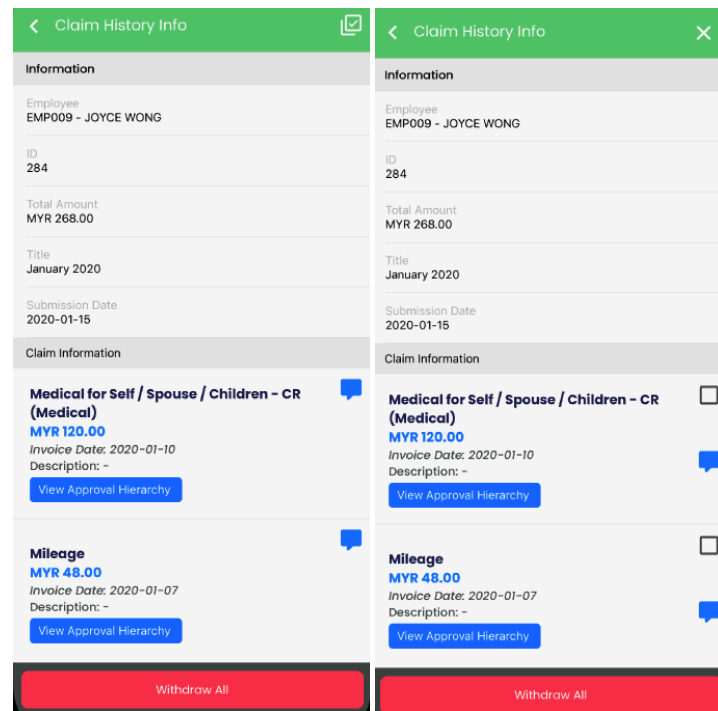 Claim History Info
Information
Employee
EMP009 - JOYCE WONG
ID
284
Total Amount
MYR 268.00
Title
January 2020
Submission Date
2020-01-15
Claim Information
Medical for Self / Spouse / Children - CR
(Medical)
MYR 120.00
Invoice Date: 2020-01-10
Description: -
View Approval Hierarchy
Mileage
MYR 48.00
Invoice Date: 2020-01-07
Description: -
View Approval Hierarchy
Withdraw All
Claim History Info
Information
Employee
EMP009 - JOYCE WONG
ID
284
Total Amount
MYR 268.00
Title
January 2020
Submission Date
2020-01-15
Claim Information
Medical for Self / Spouse / Children - CR
(Medical)
MYR 120.00
Invoice Date: 2020-01-10
Description: -
View Approval Hierarchy
Mileage
MYR 48.00
Invoice Date: 2020-01-07
Description: -
View Approval Hierarchy
Withdraw All